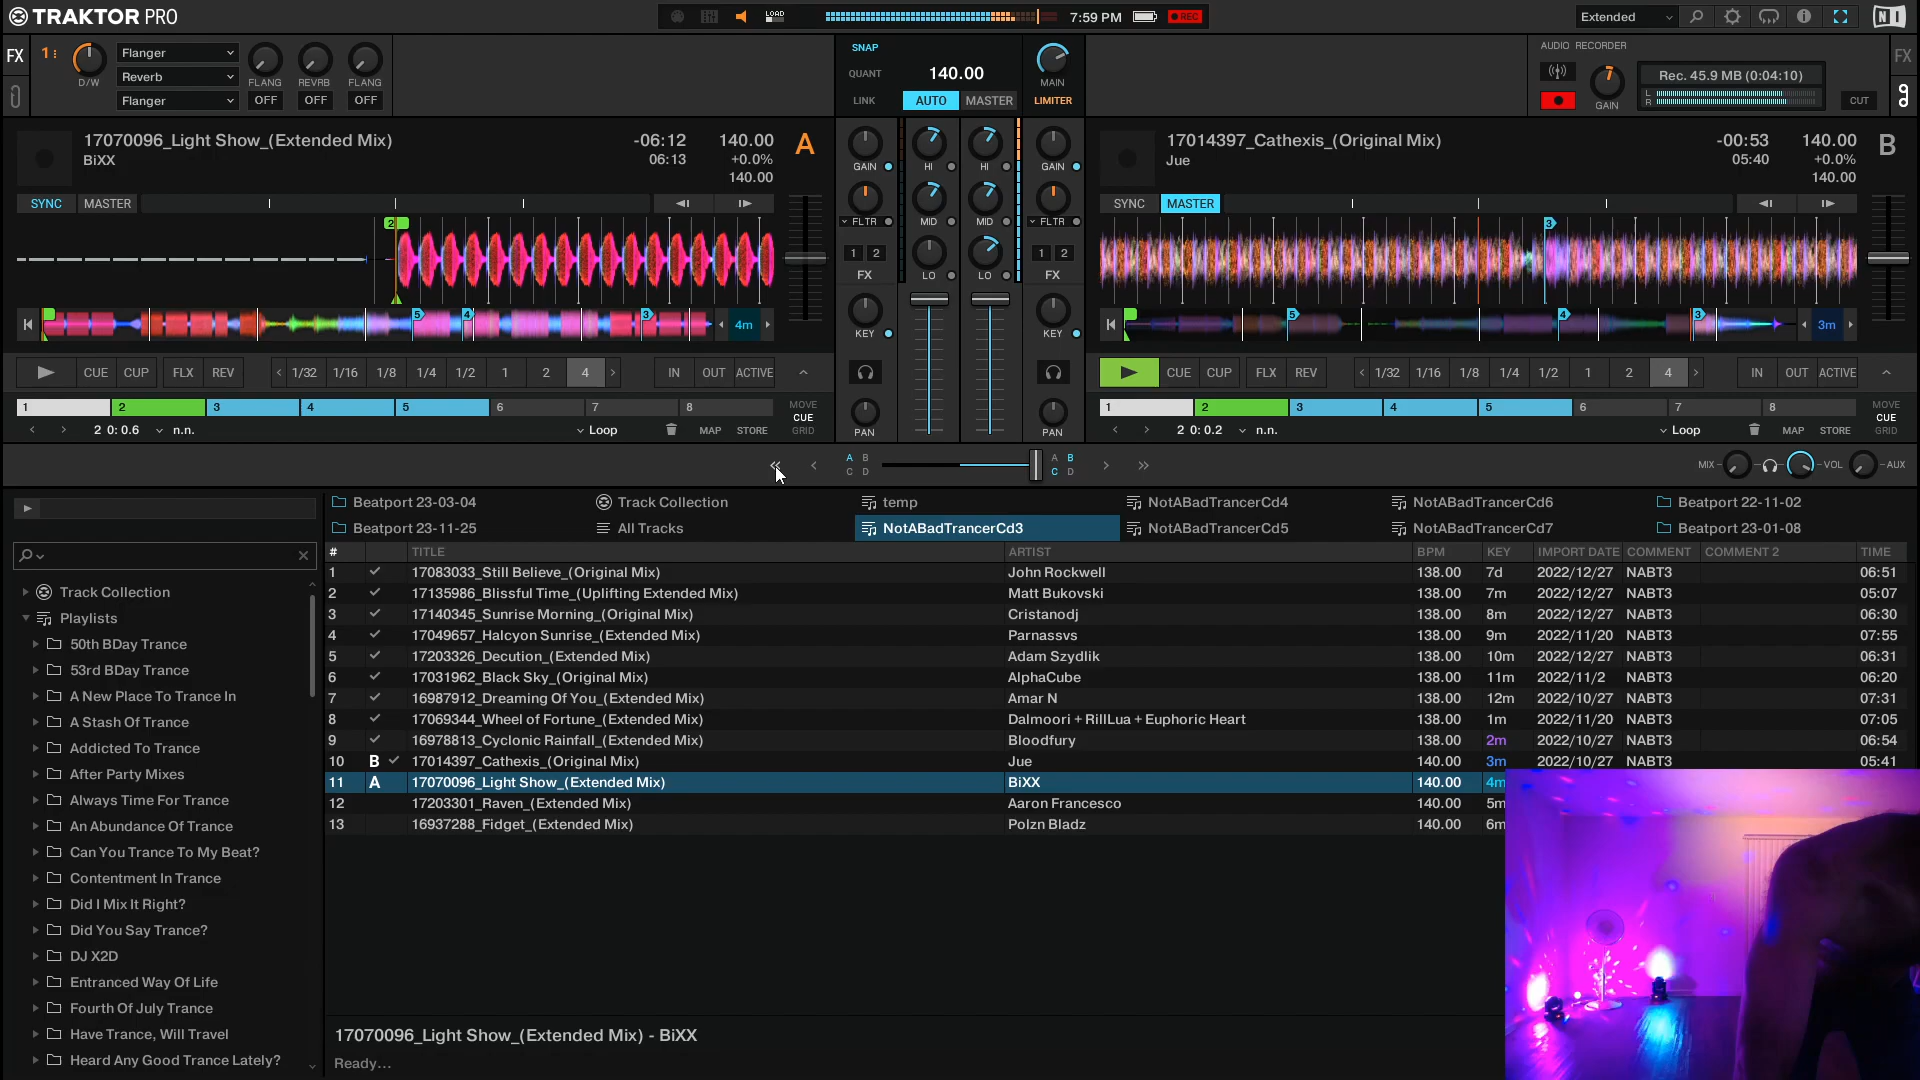 TRAKTOR PRO
LOAD
7:59 PM
REC
Extended
FX
1
D/W
Flanger
Reverb
Flanger
FLANG
REVRB
FLANG
OFF
OFF
OFF
SNAP
QUANT
LINK
140.00
AUTO
MASTER
MAIN
LIMITER
AUDIO RECORDER
GAIN
Rec. 45.9 MB (0:04:10)
L
R
CUT
FX
17070096_Light Show_(Extended Mix)
BiXX
-06:12
06:13
140.00
+0.0%
140.00
A
SYNC
MASTER
2
5
4
3
4m
CUE
CUP
FLX
REV
1/32
1/16
1/8
1/4
1/2
1
2
4
IN
OUT
ACTIVE
1
2
3
4
5
6
7
8
MOVE
CUE
GRID
2 0: 0.6
n.n.
Loop
MAP
STORE
GAIN
HI
HI
GAIN
FLTR
MID
MID
FLTR
1 2
FX
LO
LO
1 2
FX
KEY
KEY
PAN
PAN
17014397_Cathexis_(Original Mix)
Jue
-00:53
05:40
140.00
+0.0%
140.00
B
SYNC
MASTER
3
5
4
3
3m
CUE
CUP
FLX
REV
1/32
1/16
1/8
1/4
1/2
1
2
4
IN
OUT
ACTIVE
1
2
3
4
5
6
7
8
MOVE
CUE
GRID
2 0: 0.2
n.n.
Loop
MAP
STORE
A B
C D
A B
C D
MIX
VOL
AUX
Beatport 23-03-04
Track Collection
temp
NotABadTrancerCd4
NotABadTrancerCd6
Beatport 22-11-02
Beatport 23-11-25
All Tracks
NotABadTrancerCd3
NotABadTrancerCd5
NotABadTrancerCd7
Beatport 23-01-08
Track Collection
Playlists
50th BDay Trance
53rd BDay Trance
A New Place To Trance In
A Stash Of Trance
Addicted To Trance
After Party Mixes
Always Time For Trance
An Abundance Of Trance
Can You Trance To My Beat?
Contentment In Trance
Did I Mix It Right?
Did You Say Trance?
DJ X2D
Entranced Way Of Life
Fourth Of July Trance
Have Trance, Will Travel
Heard Any Good Trance Lately?
# TITLE ARTIST BPM KEY IMPORT DATE COMMENT COMMENT 2 TIME
1 17083033_Still Believe_(Original Mix) John Rockwell 138.00 7d 2022/12/27 NABT3 06:51
2 17135986_Blissful Time_(Uplifting Extended Mix) Matt Bukovski 138.00 7m 2022/12/27 NABT3 05:07
3 17140345_Sunrise Morning_(Original Mix) Cristanodj 138.00 8m 2022/12/27 NABT3 06:30
4 17049657_Halcyon Sunrise_(Extended Mix) Parnassvs 138.00 9m 2022/11/20 NABT3 07:55
5 17203326_Decution_(Extended Mix) Adam Szydlik 138.00 10m 2022/12/27 NABT3 06:31
6 17031962_Black Sky_(Original Mix) AlphaCube 138.00 11m 2022/11/2 NABT3 06:20
7 16987912_Dreaming Of You_(Extended Mix) Amar N 138.00 12m 2022/10/27 NABT3 07:31
8 17069344_Wheel of Fortune_(Extended Mix) Dalmoori + RillLua + Euphoric Heart 138.00 1m 2022/11/20 NABT3 07:05
9 16978813_Cyclonic Rainfall_(Extended Mix) Bloodfury 138.00 2m 2022/10/27 NABT3 06:54
10 B 17014397_Cathexis_(Original Mix) Jue 140.00 3m 2022/10/27 NABT3 05:41
11 A 17070096_Light Show_(Extended Mix) BiXX 140.00 4m
12 17203301_Raven_(Extended Mix) Aaron Francesco 140.00 5m
13 16937288_Fidget_(Extended Mix) Polzn Bladz 140.00 6m
17070096_Light Show_(Extended Mix) - BiXX
Ready...